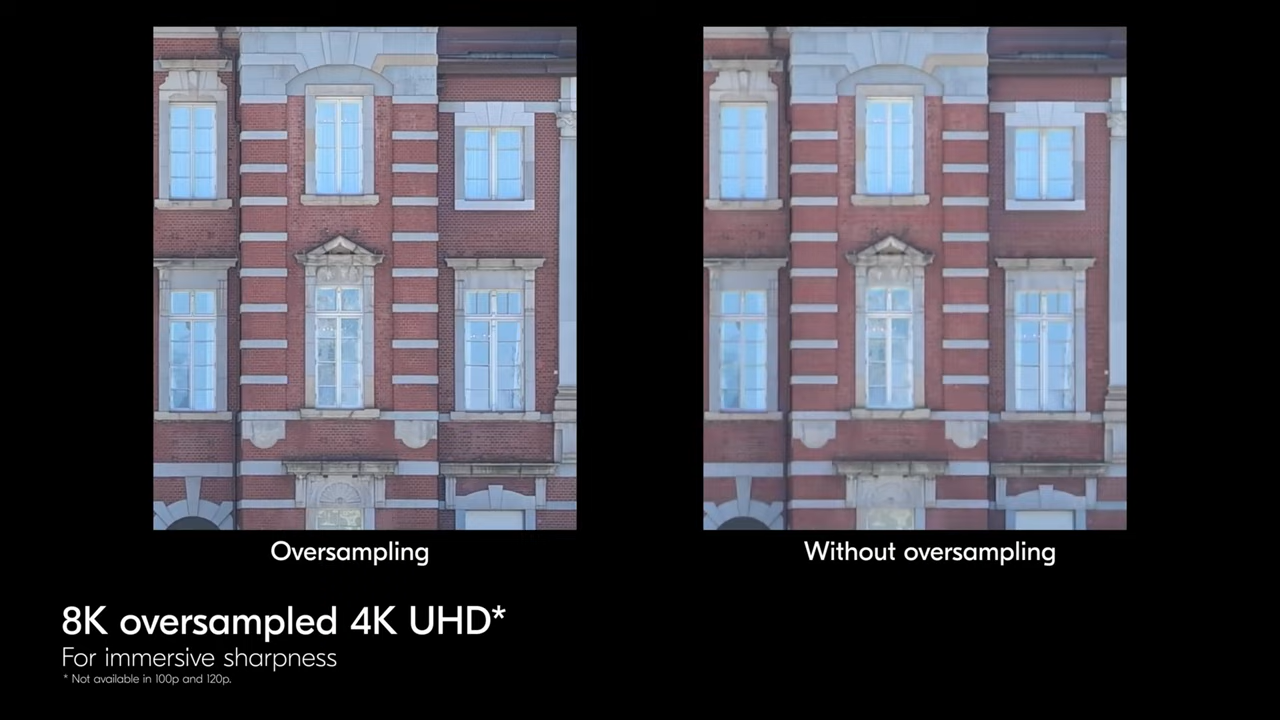 Oversampling
Without oversampling
8K oversampled 4K UHD*
For immersive sharpness
* Not available in 100p and 120p.